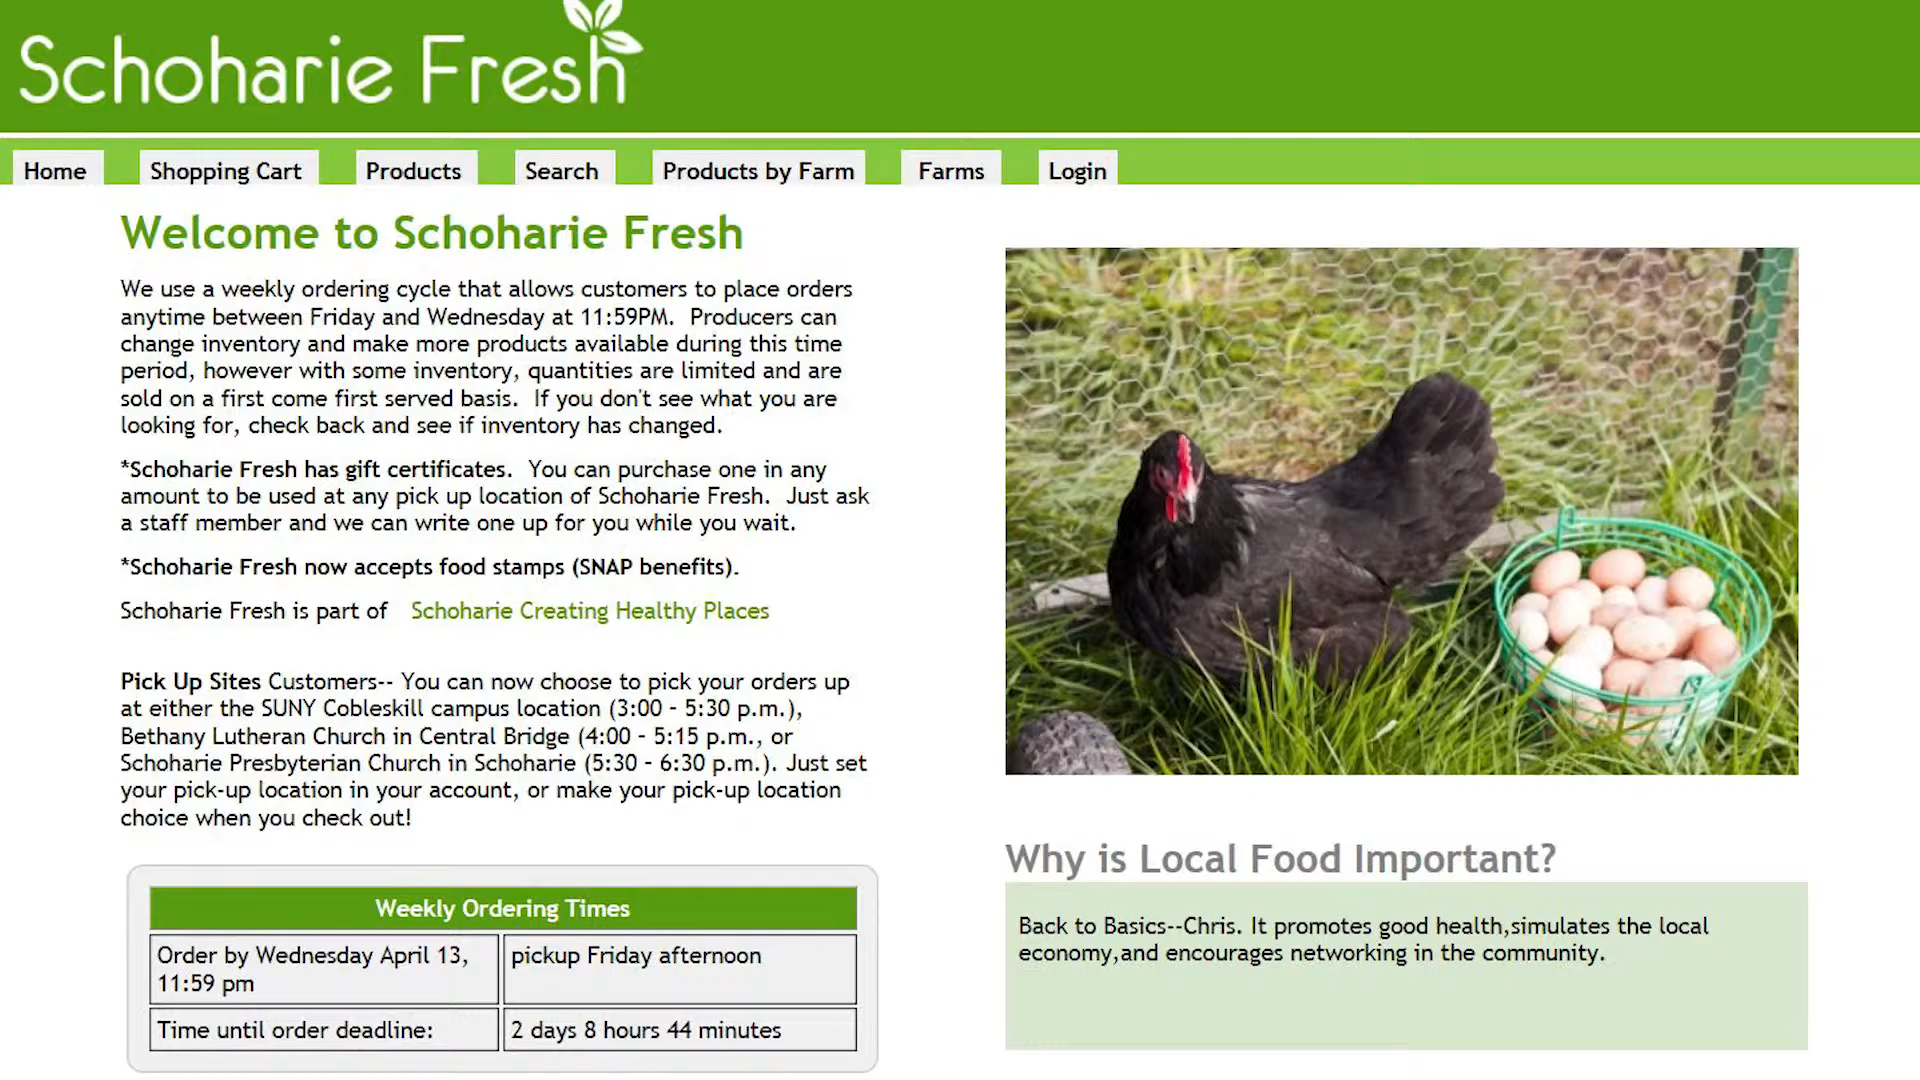 Schoharie Fresh
Home
Shopping Cart
Products
Search
Products by Farm
Farms
Login
Welcome to Schoharie Fresh
We use a weekly ordering cycle that allows customers to place orders
anytime between Friday and Wednesday at 11:59PM. Producers can
change inventory and make more products available during this time
period, however with some inventory, quantities are limited and are
sold on a first come first served basis. If you don't see what you are
looking for, check back and see if inventory has changed.
*Schoharie Fresh has gift certificates. You can purchase one in any
amount to be used at any pick up location of Schoharie Fresh. Just ask
a staff member and we can write one up for you while you wait.
*Schoharie Fresh now accepts food stamps (SNAP benefits).
Schoharie Fresh is part of Schoharie Creating Healthy Places
Pick Up Sites Customers-- You can now choose to pick your orders up
at either the SUNY Cobleskill campus location (3:00 - 5:30 p.m.),
Bethany Lutheran Church in Central Bridge (4:00 - 5:15 p.m., or
Schoharie Presbyterian Church in Schoharie (5:30 - 6:30 p.m.). Just set
your pick-up location in your account, or make your pick-up location
choice when you check out!
Weekly Ordering Times
Order by Wednesday April 13,
11:59 pm
pickup Friday afternoon
Time until order deadline:
2 days 8 hours 44 minutes
Why is Local Food Important?
Back to Basics--Chris. It promotes good health,simulates the local
economy,and encourages networking in the community.